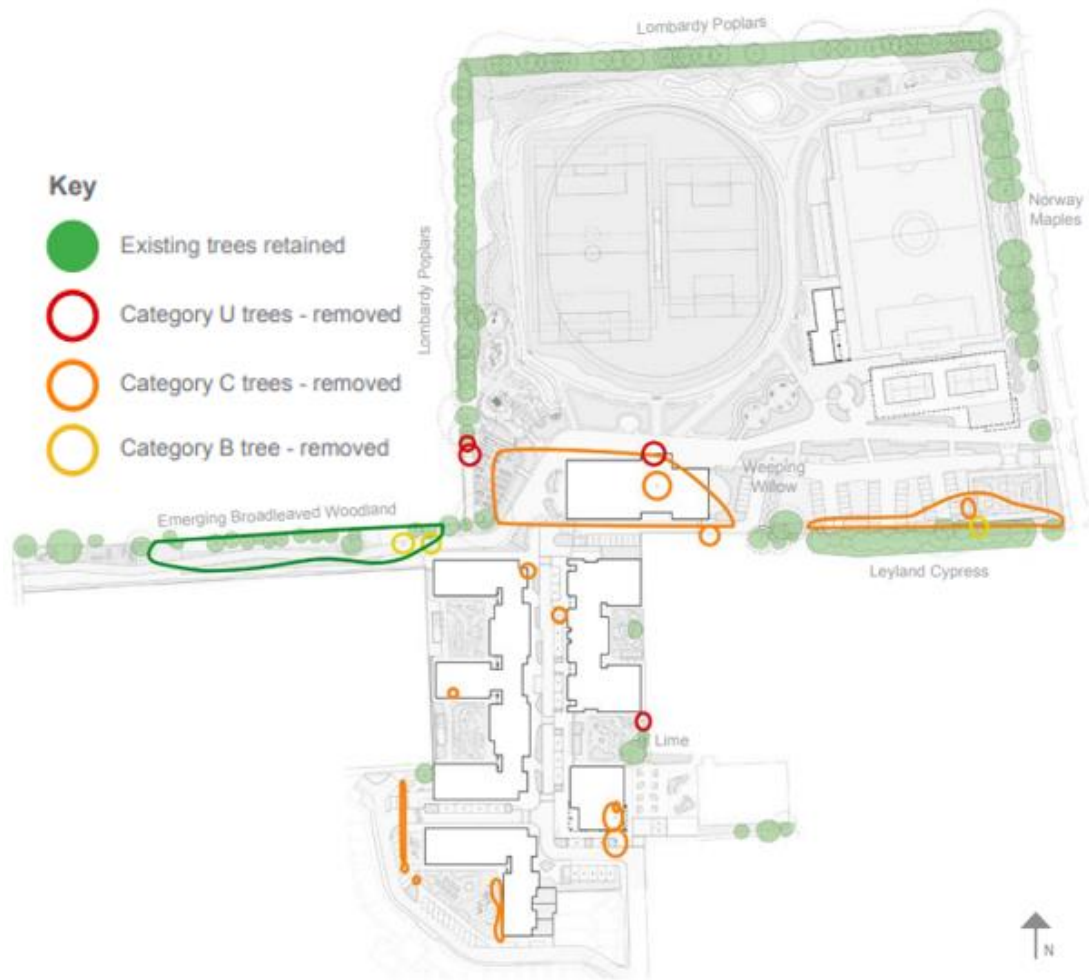 Lombardy Poplars
Key
Existing trees retained
Category U trees - removed
Category C trees - removed
Category B tree - removed
Lombardy Poplars
Norway
Maples
Weeping
Willow
Emerging Broadleaved Woodland
Leyland Cypress
Lime
N